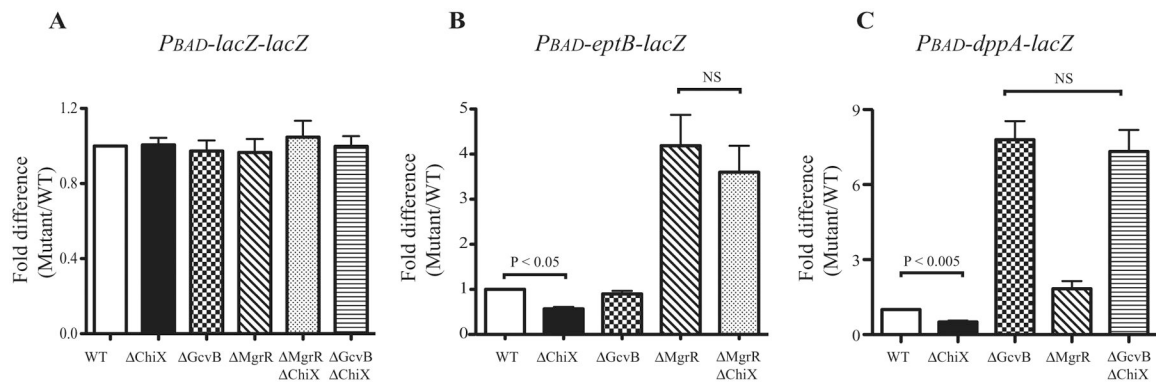 A
PBAD-lacZ-lacZ
Fold difference
(Mutant/WT)
1.2
1.0
0.8
0.4
0.0
WT
ΔChiX
ΔGcvB
ΔMgrR
ΔMgrR
ΔChiX
ΔGcvB
ΔChiX
B
PBAD-eptB-lacZ
NS
Fold difference
(Mutant/WT)
5
4
3
2
1
0
P < 0.05
WT
ΔChiX
ΔGcvB
ΔMgrR
ΔMgrR
ΔChiX
C
PBAD-dppA-lacZ
NS
Fold difference
(Mutant/WT)
9
6
3
0
P < 0.005
WT
ΔChiX
ΔGcvB
ΔMgrR
ΔGcvB
ΔChiX